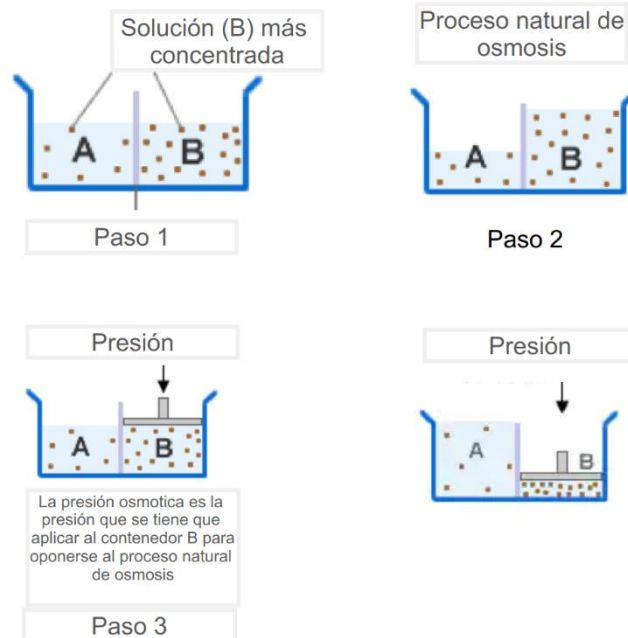 Solución (B) más
concentrada
A
B
Paso 1
Proceso natural de
osmosis
A
B
Paso 2
Presión
A
B
La presión osmotica es la
presión que se tiene que
aplicar al contenedor B para
oponerse al proceso natural
de osmosis
Paso 3
Presión
A
B